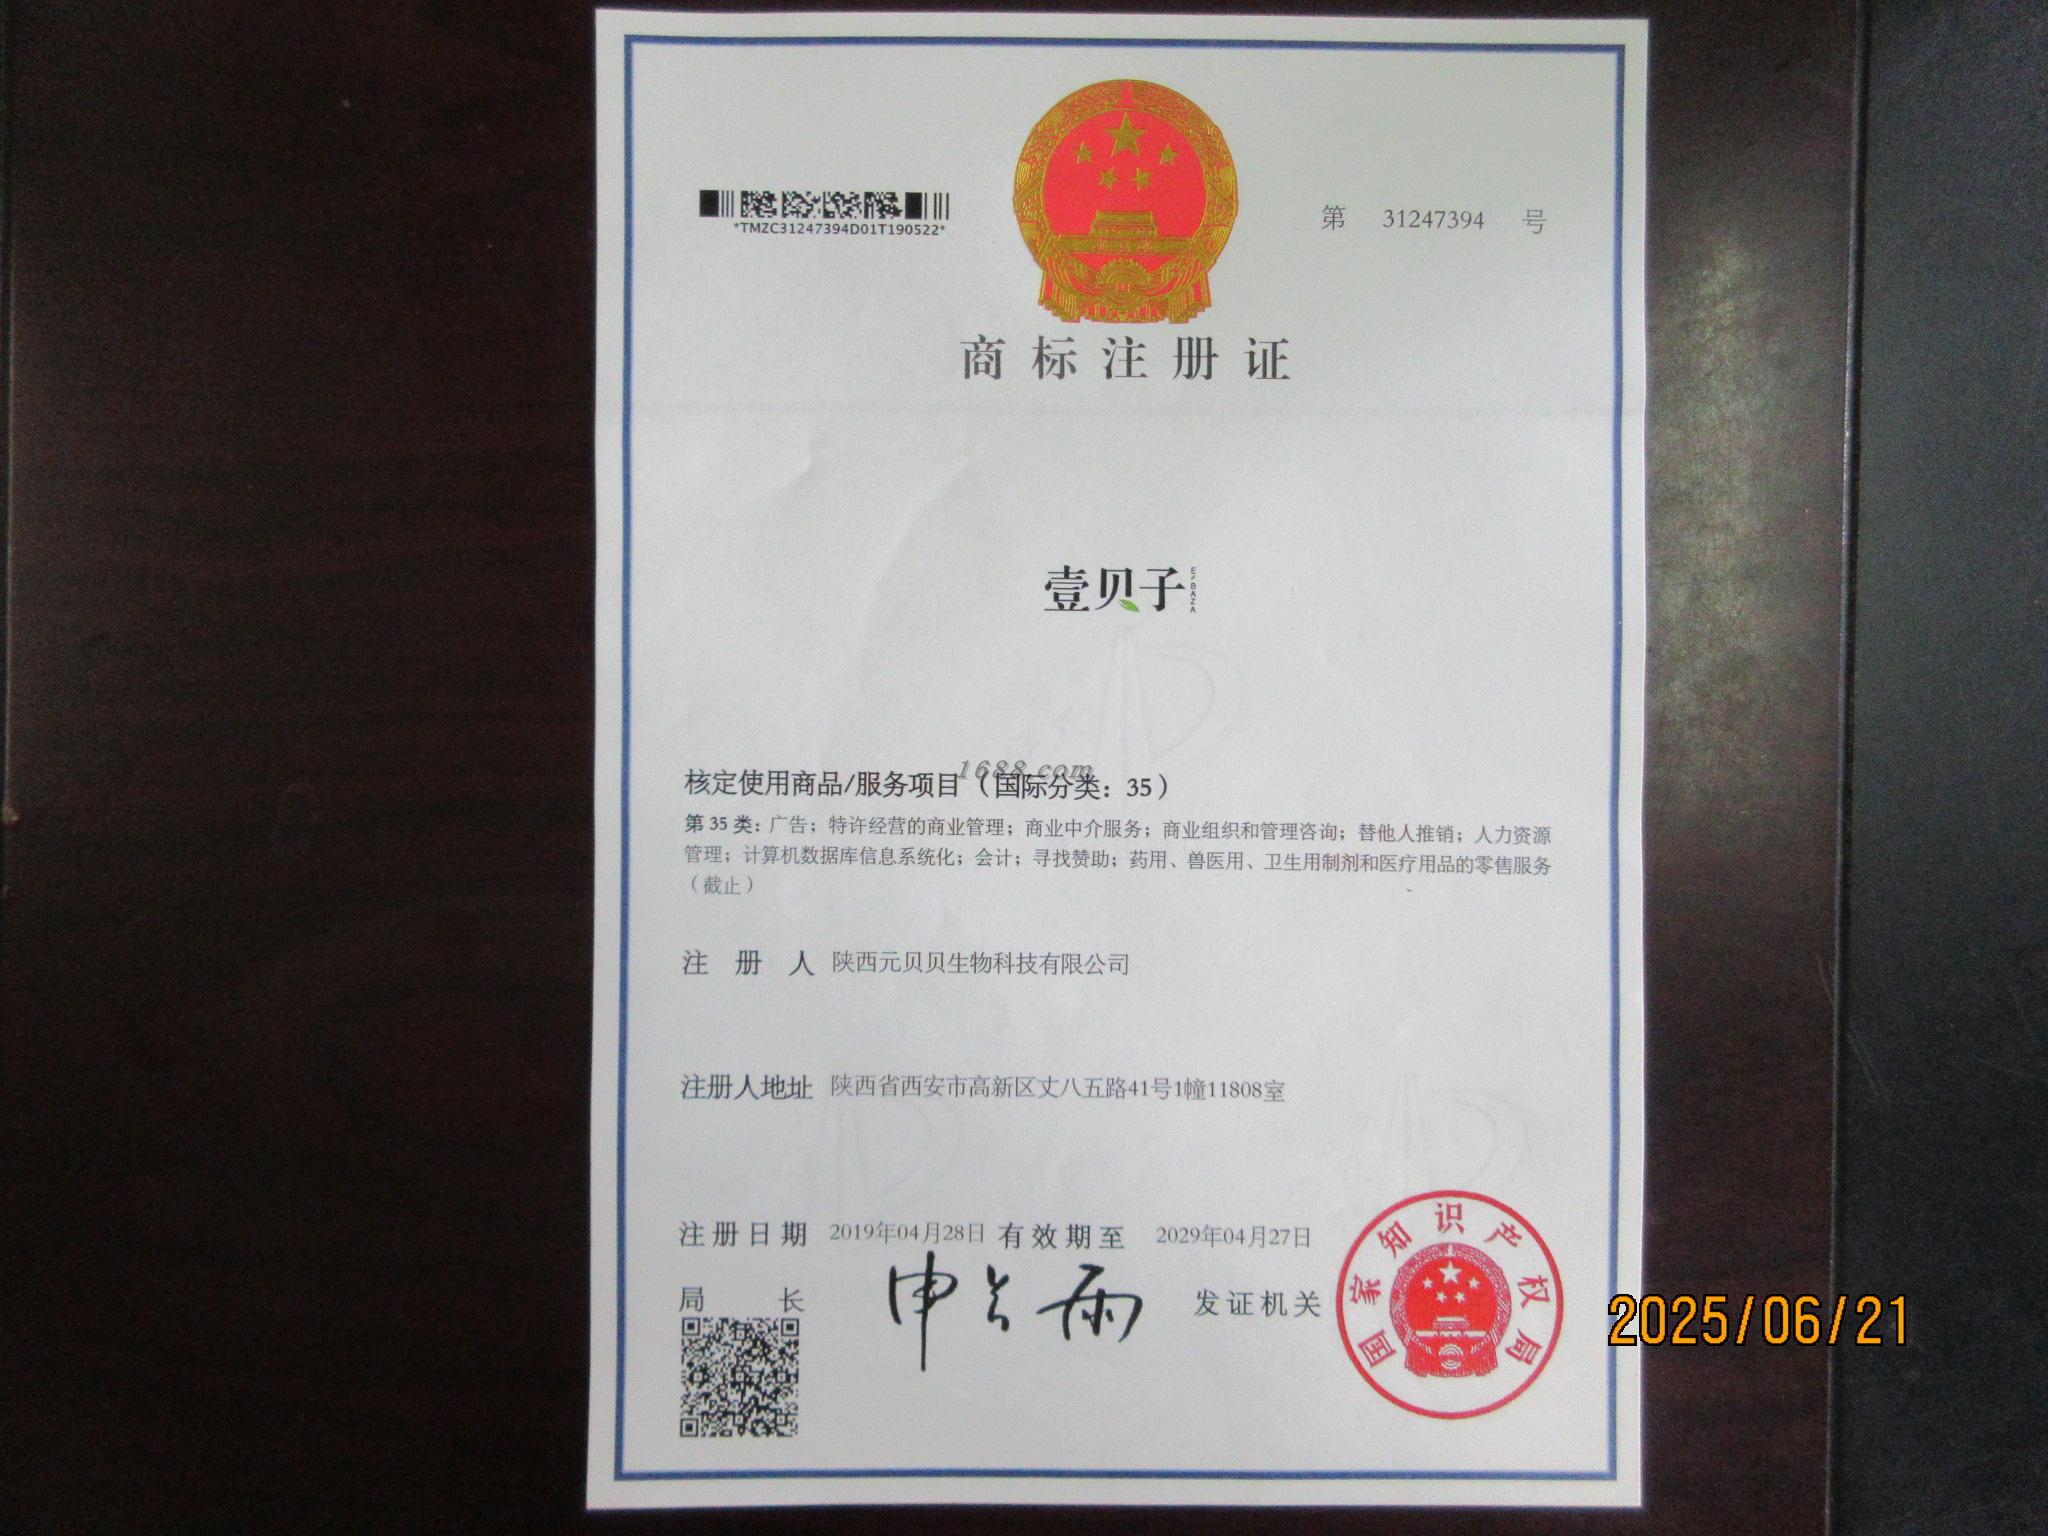 *TMZC31247394D01T190522*
第 31247394 号
商标注册证
壹贝子
E·BAZA
1688.com
核定使用商品/服务项目（国际分类：35）
第 35 类：广告；特许经营的商业管理；商业中介服务；商业组织和管理咨询；替他人推销；人力资源
管理；计算机数据库信息系统化；会计；寻找赞助；药用、兽医用、卫生用制剂和医疗用品的零售服务
（截止）
注册人 陕西元贝贝生物科技有限公司
注册人地址 陕西省西安市高新区丈八五路41号1幢11808室
注册日期 2019年04月28日 有效期至 2029年04月27日
局长 申长雨 发证机关
国家知识产权局
2025/06/21